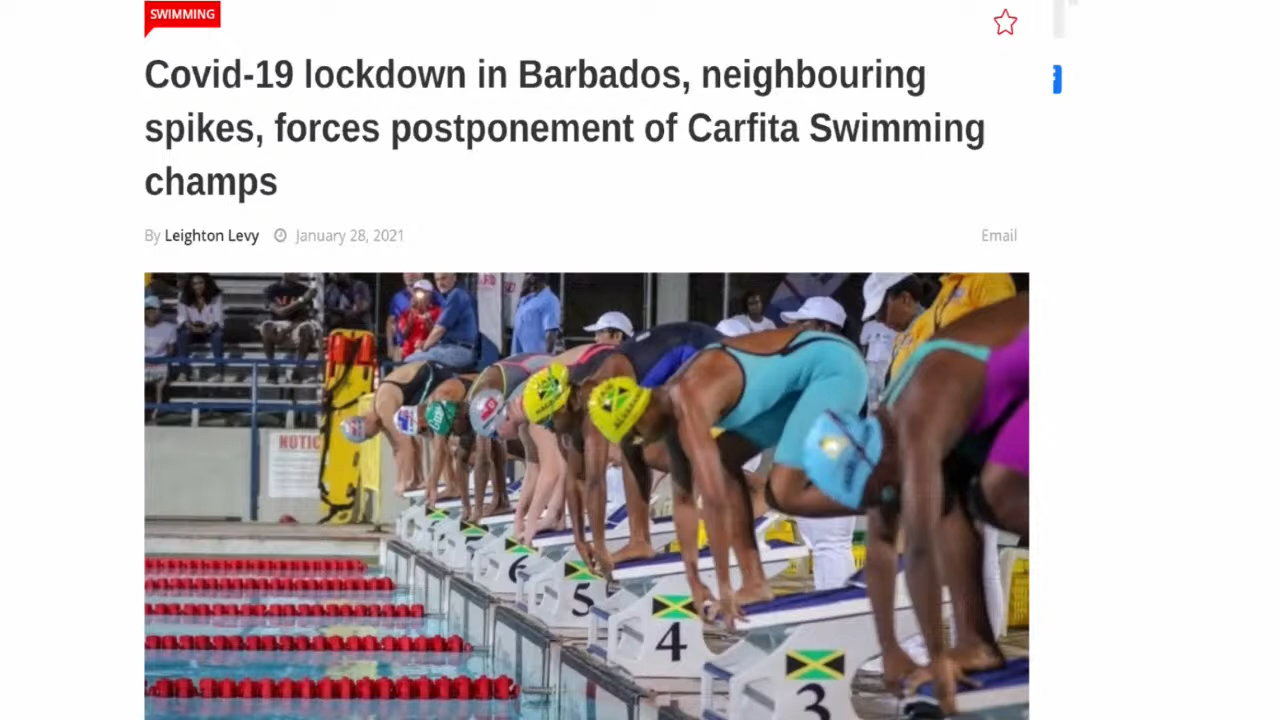 SWIMMING
Covid-19 lockdown in Barbados, neighbouring
spikes, forces postponement of Carfita Swimming
champs
By Leighton Levy January 28, 2021
Email
NOTIC
6
5
4
3